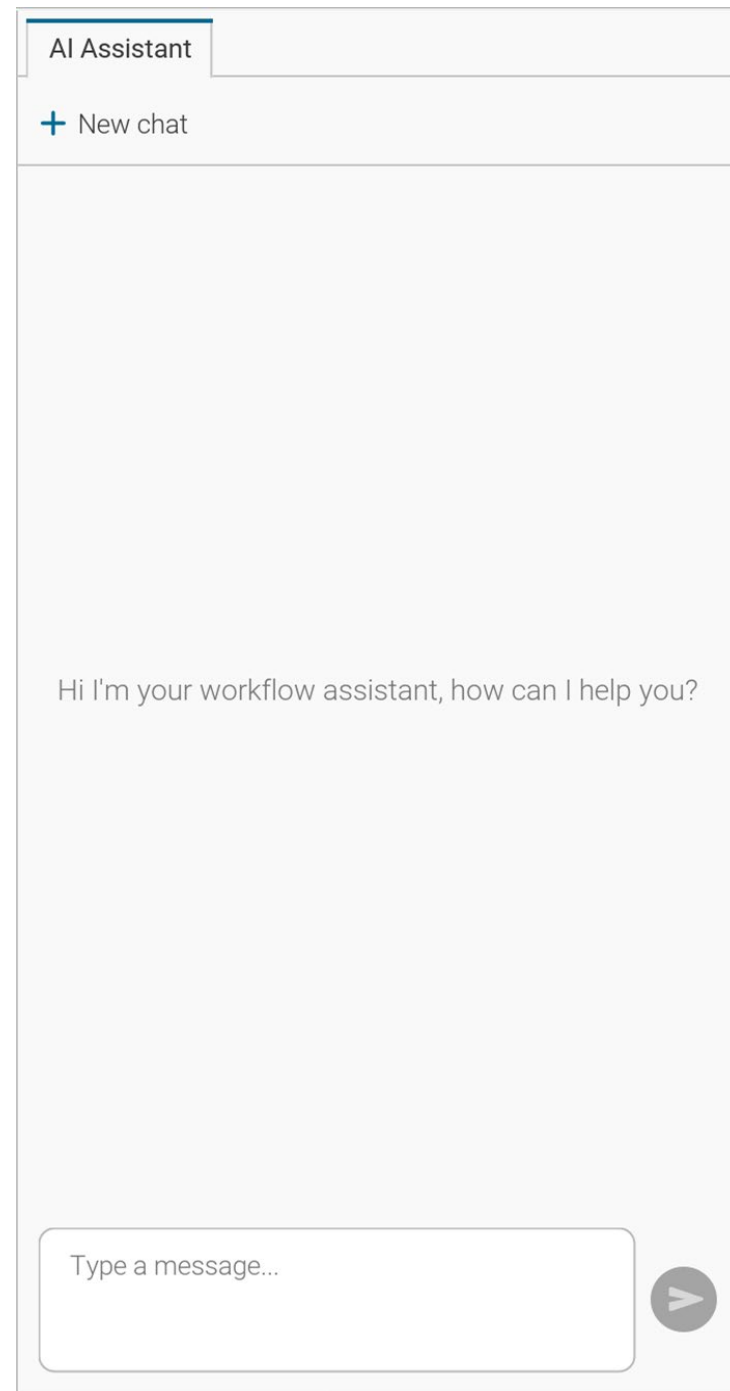 AI Assistant
+ New chat
Hi I'm your workflow assistant, how can I help you?
Type a message...